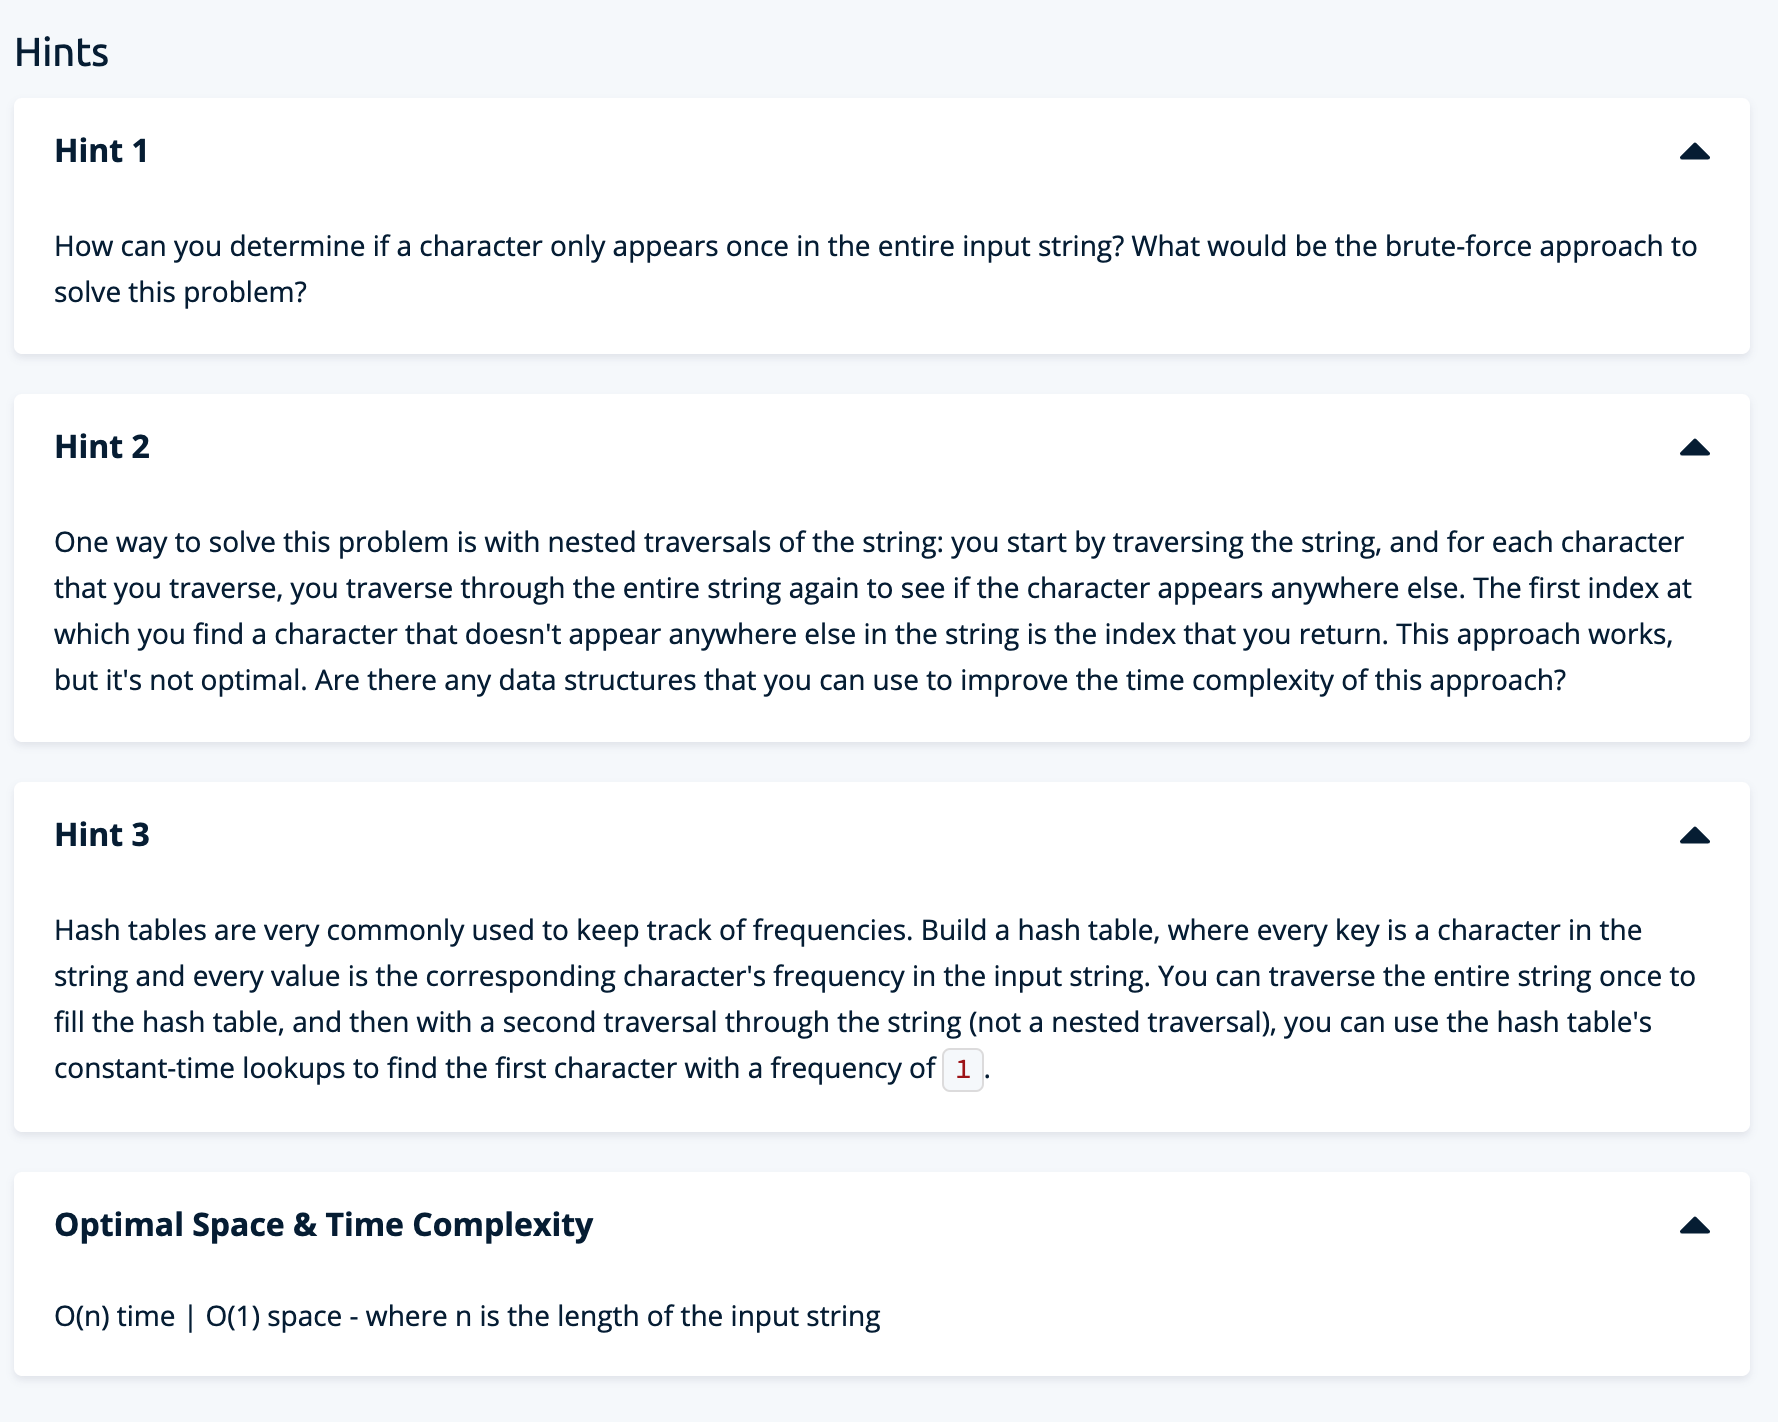 Hints
Hint 1
How can you determine if a character only appears once in the entire input string? What would be the brute-force approach to
solve this problem?
Hint 2
One way to solve this problem is with nested traversals of the string: you start by traversing the string, and for each character
that you traverse, you traverse through the entire string again to see if the character appears anywhere else. The first index at
which you find a character that doesn't appear anywhere else in the string is the index that you return. This approach works,
but it's not optimal. Are there any data structures that you can use to improve the time complexity of this approach?
Hint 3
Hash tables are very commonly used to keep track of frequencies. Build a hash table, where every key is a character in the
string and every value is the corresponding character's frequency in the input string. You can traverse the entire string once to
fill the hash table, and then with a second traversal through the string (not a nested traversal), you can use the hash table's
constant-time lookups to find the first character with a frequency of 1.
Optimal Space & Time Complexity
O(n) time | O(1) space - where n is the length of the input string